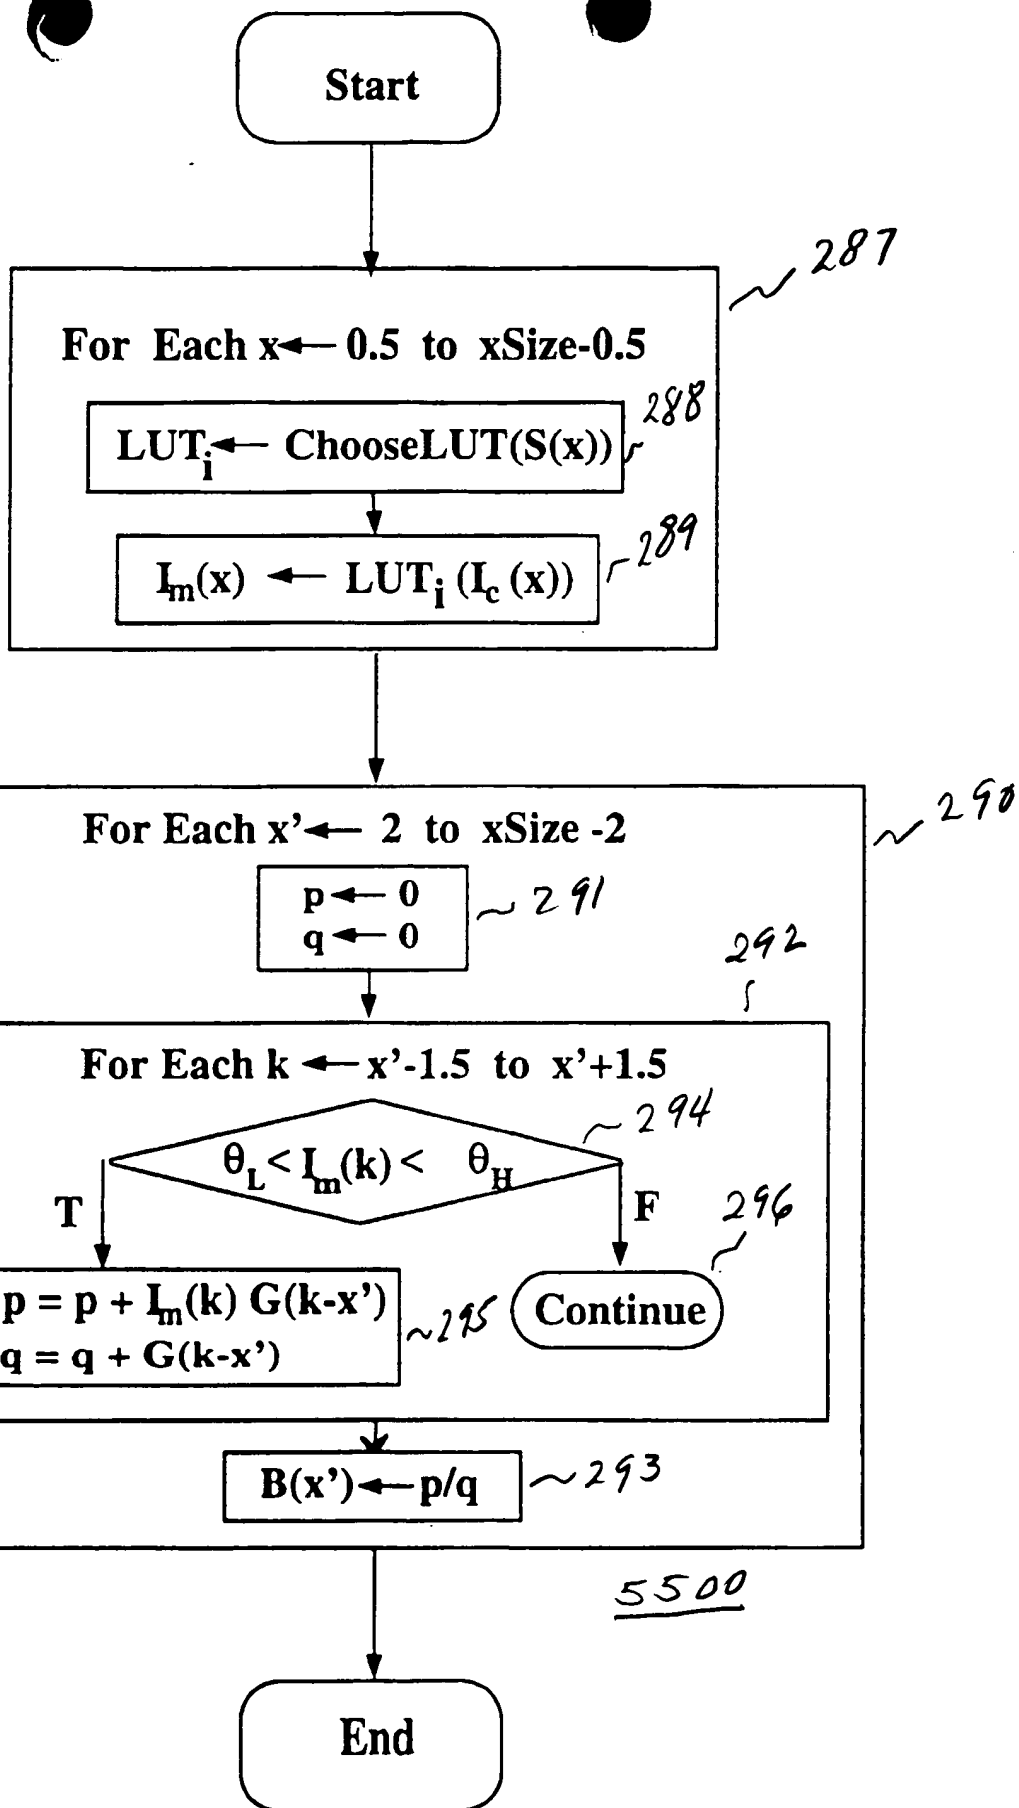 Start
287
For Each x← 0.5 to xSize-0.5
288
LUTi← ChooseLUT(S(x))
289
Im(x) ← LUTi (Ic (x))
290
For Each x'← 2 to xSize -2
p← 0
q← 0
291
292
For Each k ← x'-1.5 to x'+1.5
294
θL < Im(k) < θH
T
F
296
p = p + Im(k) G(k-x')
q = q + G(k-x')
295
Continue
B(x')←p/q
293
5500
End